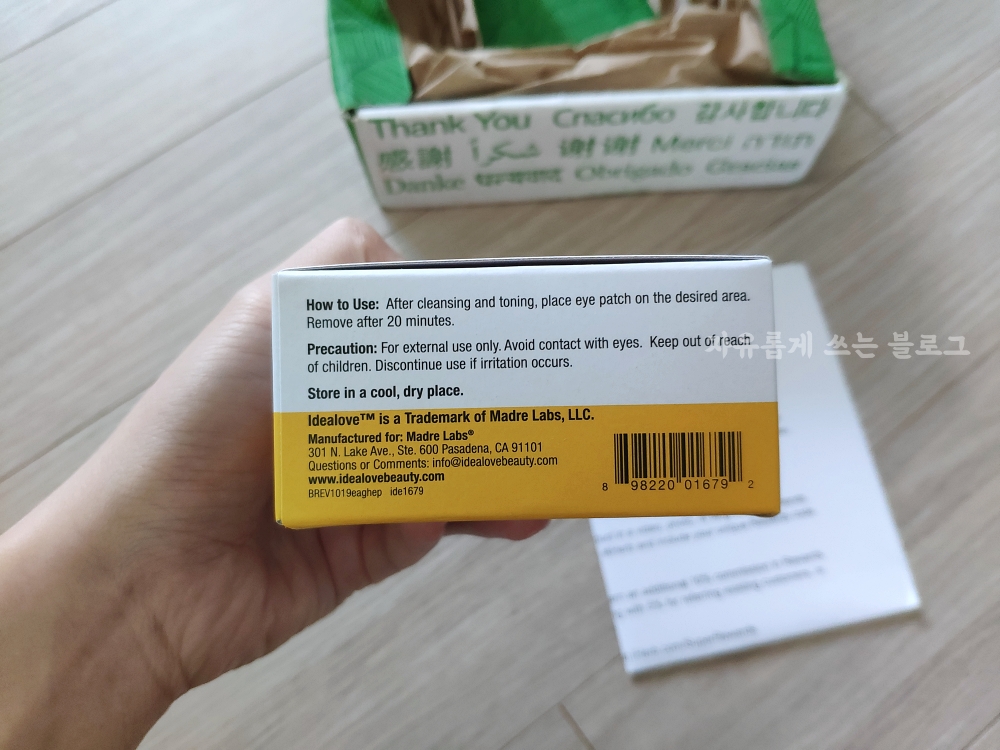 Thank You Спасибо 감사합니다
感謝 شكراً 谢谢 Merci תודה
Danke धन्यवाद Obrigado Gracias
How to Use: After cleansing and toning, place eye patch on the desired area.
Remove after 20 minutes.
Precaution: For external use only. Avoid contact with eyes. Keep out of reach
of children. Discontinue use if irritation occurs.
자유롭게 쓰는 블로그
Store in a cool, dry place.
Idealove™ is a Trademark of Madre Labs, LLC.
Manufactured for: Madre Labs®
301 N. Lake Ave., Ste. 600 Pasadena, CA 91101
Questions or Comments: info@idealovebeauty.com
www.idealovebeauty.com
BREV1019eaghep ide1679
8 98220 01679 2